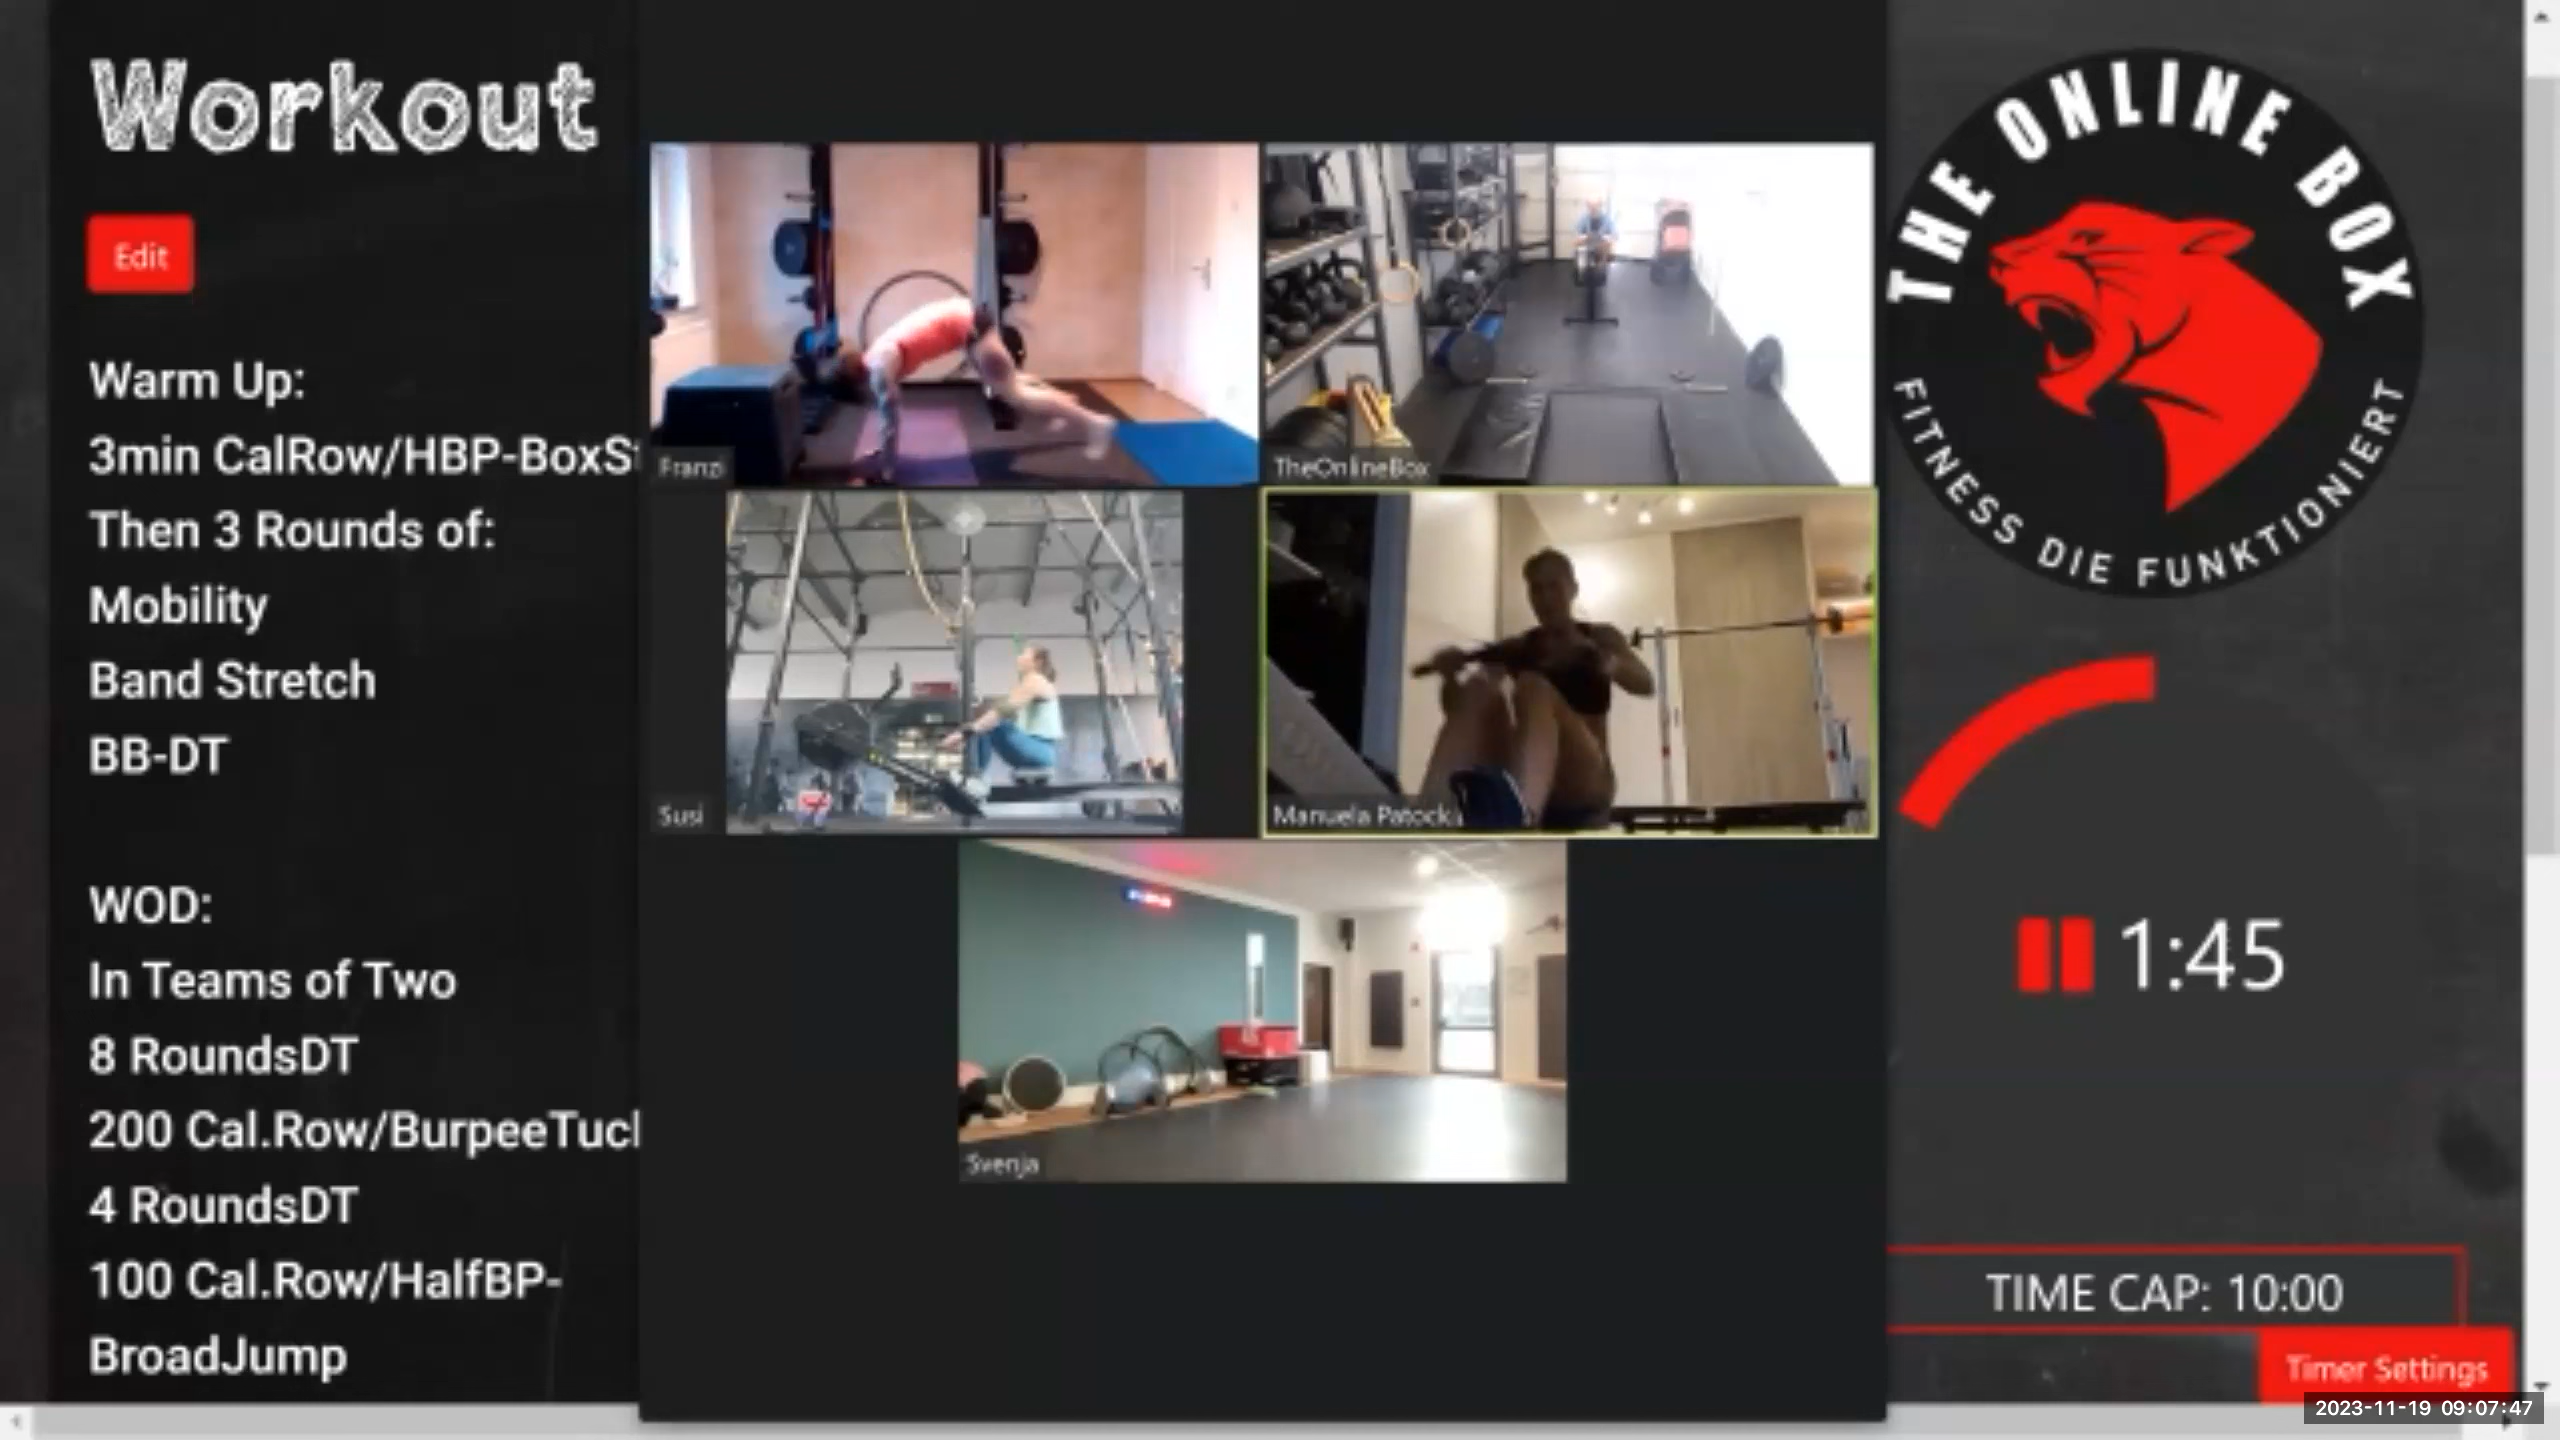 Workout
Edit
Warm Up:
3min CalRow/HBP-BoxSt
Then 3 Rounds of:
Mobility
Band Stretch
BB-DT
WOD:
In Teams of Two
8 RoundsDT
200 Cal.Row/BurpeeTuck
4 RoundsDT
100 Cal.Row/HalfBP-
BroadJump
Franzi
TheOnlineBox
Susi
Manuela Patocka
Svenja
THE ONLINE BOX
FITNESS DIE FUNKTIONIERT
1:45
TIME CAP: 10:00
Timer Settings
2023-11-19 09:07:47